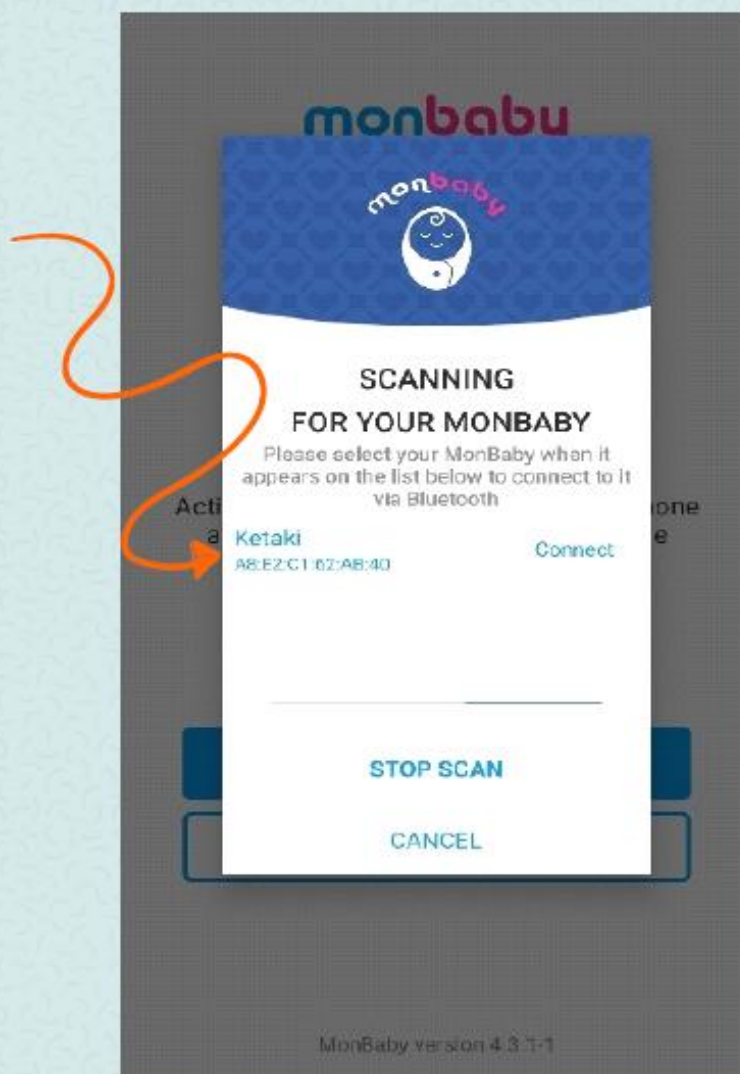 monbaby
monbaby
SCANNING
FOR YOUR MONBABY
Please select your MonBaby when it
appears on the list below to connect to it
via Bluetooth
Acti
one
a
e
Ketaki
Connect
A8:E2:C1:62:AB:40
STOP SCAN
CANCEL
MonBaby version 4.3.1-1